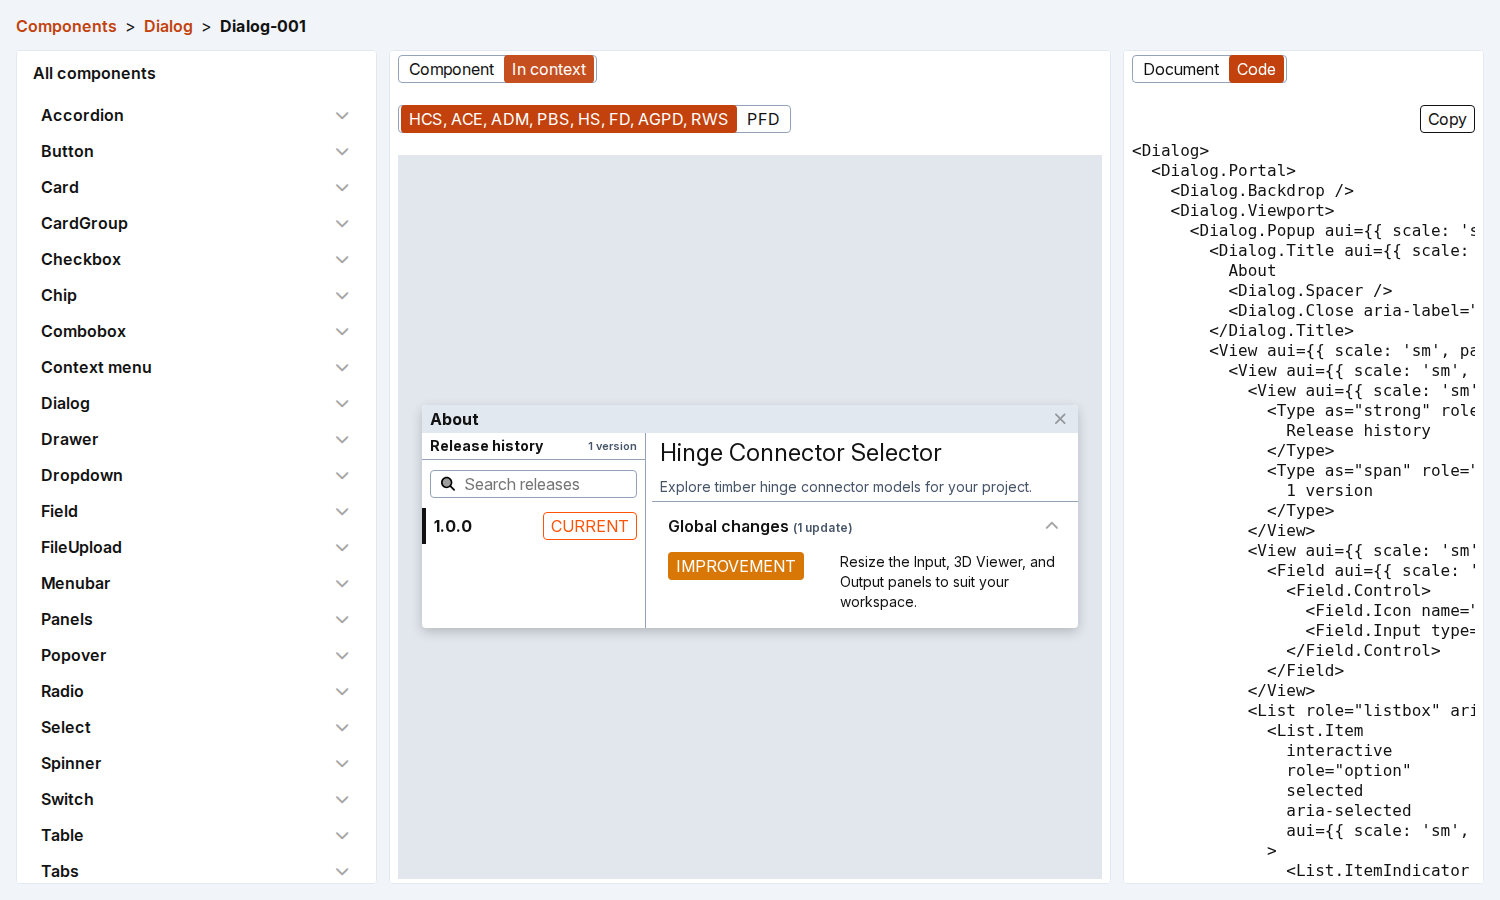 Components > Dialog > Dialog-001
All components
Accordion
Button
Card
CardGroup
Checkbox
Chip
Combobox
Context menu
Dialog
Drawer
Dropdown
Field
FileUpload
Menubar
Panels
Popover
Radio
Select
Spinner
Switch
Table
Tabs
Component In context
HCS, ACE, ADM, PBS, HS, FD, AGPD, RWS PFD
About
Release history 1 version
Search releases
1.0.0 CURRENT
Hinge Connector Selector
Explore timber hinge connector models for your project.
Global changes (1 update)
IMPROVEMENT
Resize the Input, 3D Viewer, and
Output panels to suit your
workspace.
Document Code
Copy
<Dialog>
<Dialog.Portal>
<Dialog.Backdrop />
<Dialog.Viewport>
<Dialog.Popup aui={{ scale: 's
<Dialog.Title aui={{ scale:
About
<Dialog.Spacer />
<Dialog.Close aria-label="
</Dialog.Title>
<View aui={{ scale: 'sm', pa
<View aui={{ scale: 'sm',
<View aui={{ scale: 'sm'
<Type as="strong" role
Release history
</Type>
<Type as="span" role="
1 version
</Type>
</View>
<View aui={{ scale: 'sm'
<Field aui={{ scale: '
<Field.Control>
<Field.Icon name="
<Field.Input type=
</Field.Control>
</Field>
</View>
<List role="listbox" ari
<List.Item
interactive
role="option"
selected
aria-selected
aui={{ scale: 'sm',
>
<List.ItemIndicator